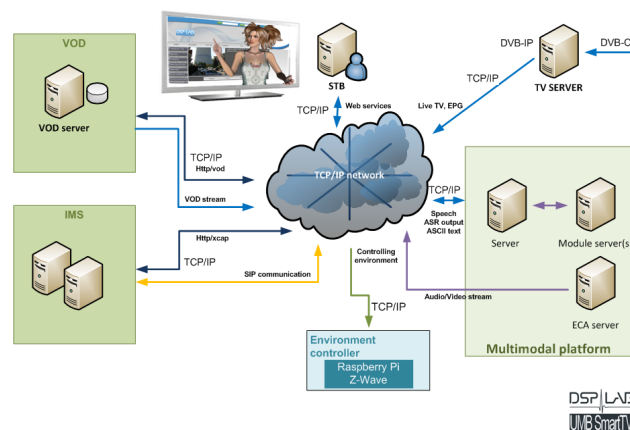 VOD
VOD server
TCP/IP
Http/vod
VOD stream
STB
TCP/IP
Web services
DVB-IP
DVB-C
TV SERVER
TCP/IP
Live TV, EPG
TCP/IP network
TCP/IP
Speech
ASR output
ASCII text
Server
Module server(s
IMS
Http/xcap
TCP/IP
SIP communication
Controlling
environment
Audio/Video stream
TCP/IP
ECA server
Multimodal platform
Environment
controller
Raspberry Pi
Z-Wave
DSP LAB
UMB SmartTV